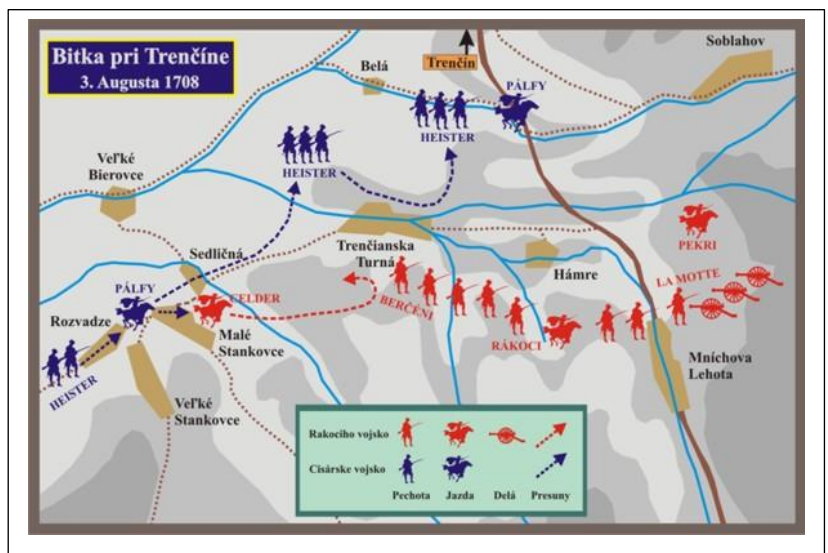 Bitka pri Trenčíne
3. Augusta 1708
Belá
Trenčín
Soblahov
PÁLFY
HEISTER
HEISTER
Veľké
Bierovce
Sedličná
Trenčianska
Turná
PEKRI
Hámre
PÁLFY
CELDER
BERČÉNI
LA MOTTE
Rozvadze
Malé
Stankovce
RÁKOCI
HEISTER
Mníchova
Lehota
Veľké
Stankovce
Rakociho vojsko
Cisárske vojsko
Pechota Jazda Delá Presuny